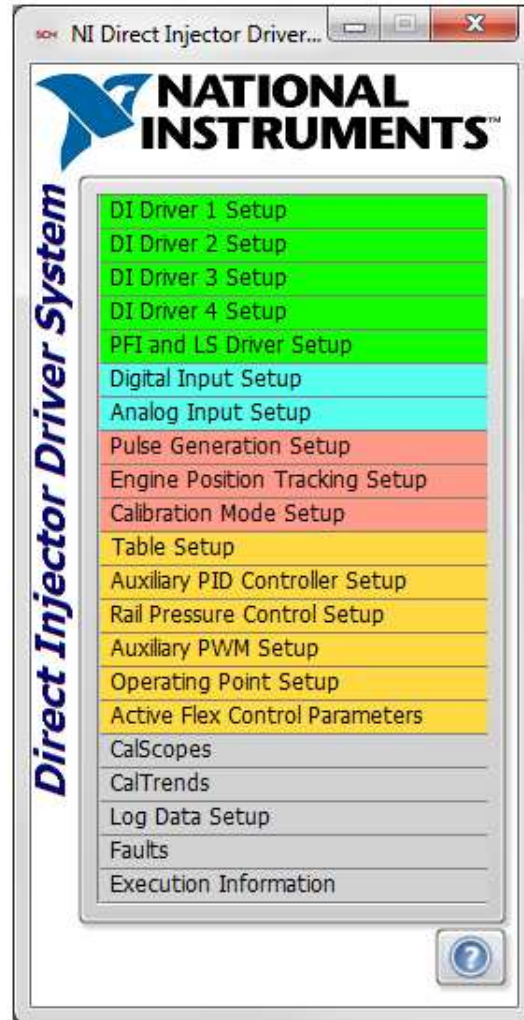 NI Direct Injector Driver...
NATIONAL
INSTRUMENTS™
Direct Injector Driver System
DI Driver 1 Setup
DI Driver 2 Setup
DI Driver 3 Setup
DI Driver 4 Setup
PFI and LS Driver Setup
Digital Input Setup
Analog Input Setup
Pulse Generation Setup
Engine Position Tracking Setup
Calibration Mode Setup
Table Setup
Auxiliary PID Controller Setup
Rail Pressure Control Setup
Auxiliary PWM Setup
Operating Point Setup
Active Flex Control Parameters
CalScopes
CalTrends
Log Data Setup
Faults
Execution Information
?